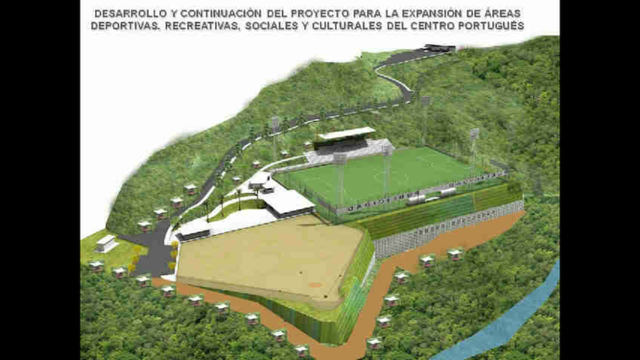 DESARROLLO Y CONTINUACIÓN DEL PROYECTO PARA LA EXPANSIÓN DE ÁREAS
DEPORTIVAS, RECREATIVAS, SOCIALES Y CULTURALES DEL CENTRO PORTUGUÉS